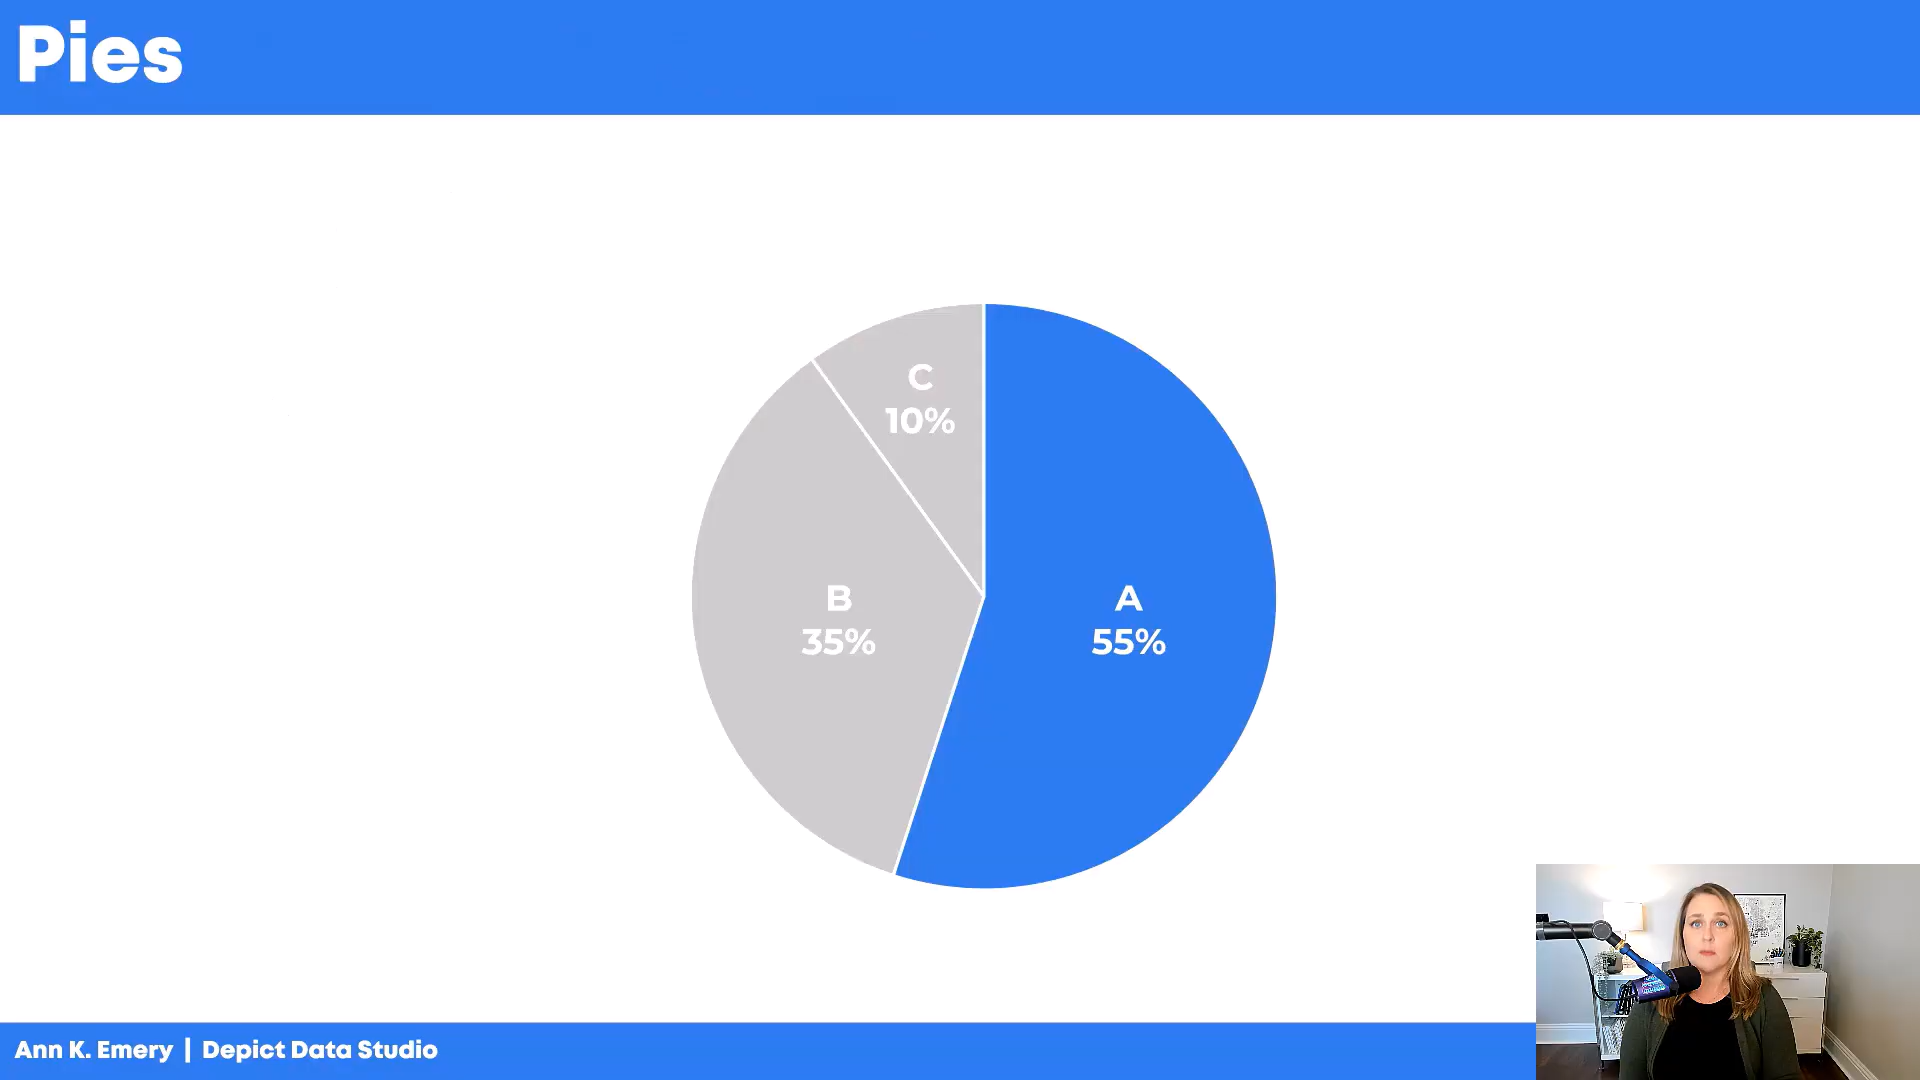 Pies
C
10%
B
35%
A
55%
Ann K. Emery | Depict Data Studio